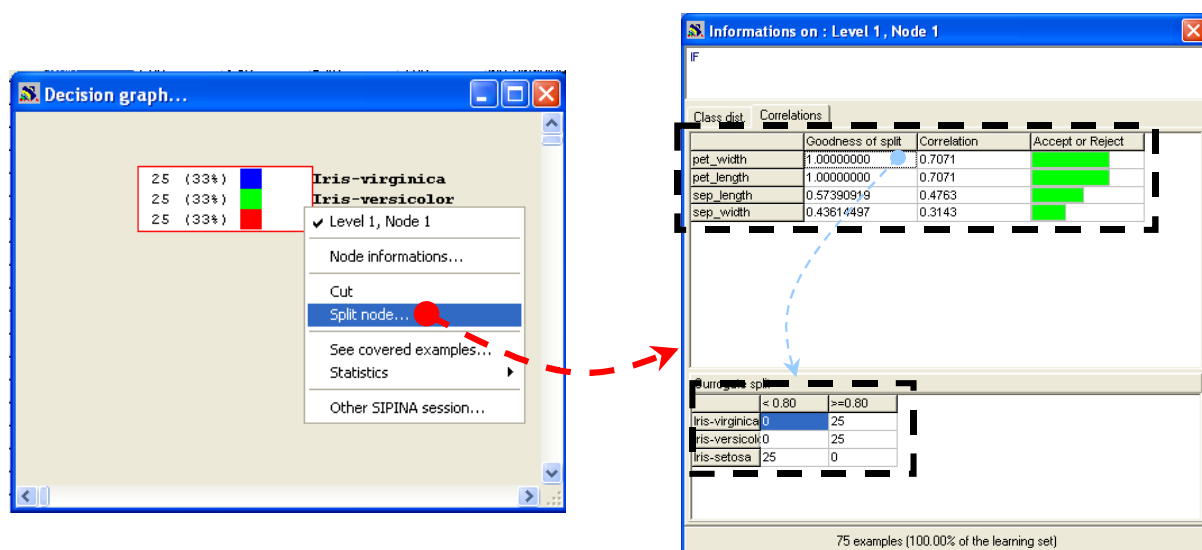 Decision graph...
25 (33%) Iris-virginica
25 (33%) Iris-versicolor
25 (33%)
Level 1, Node 1
Node informations...
Cut
Split node...
See covered examples...
Statistics
Other SIPINA session...
Informations on : Level 1, Node 1
IF
Class dist. Correlations
Goodness of split Correlation Accept or Reject
pet_width 1.00000000 0.7071
pet_length 1.00000000 0.7071
sep_length 0.57390919 0.4763
sep_width 0.43614497 0.3143
Surrogate split
< 0.80 >=0.80
Iris-virginica 0 25
Iris-versicolo 0 25
Iris-setosa 25 0
75 examples (100.00% of the learning set)